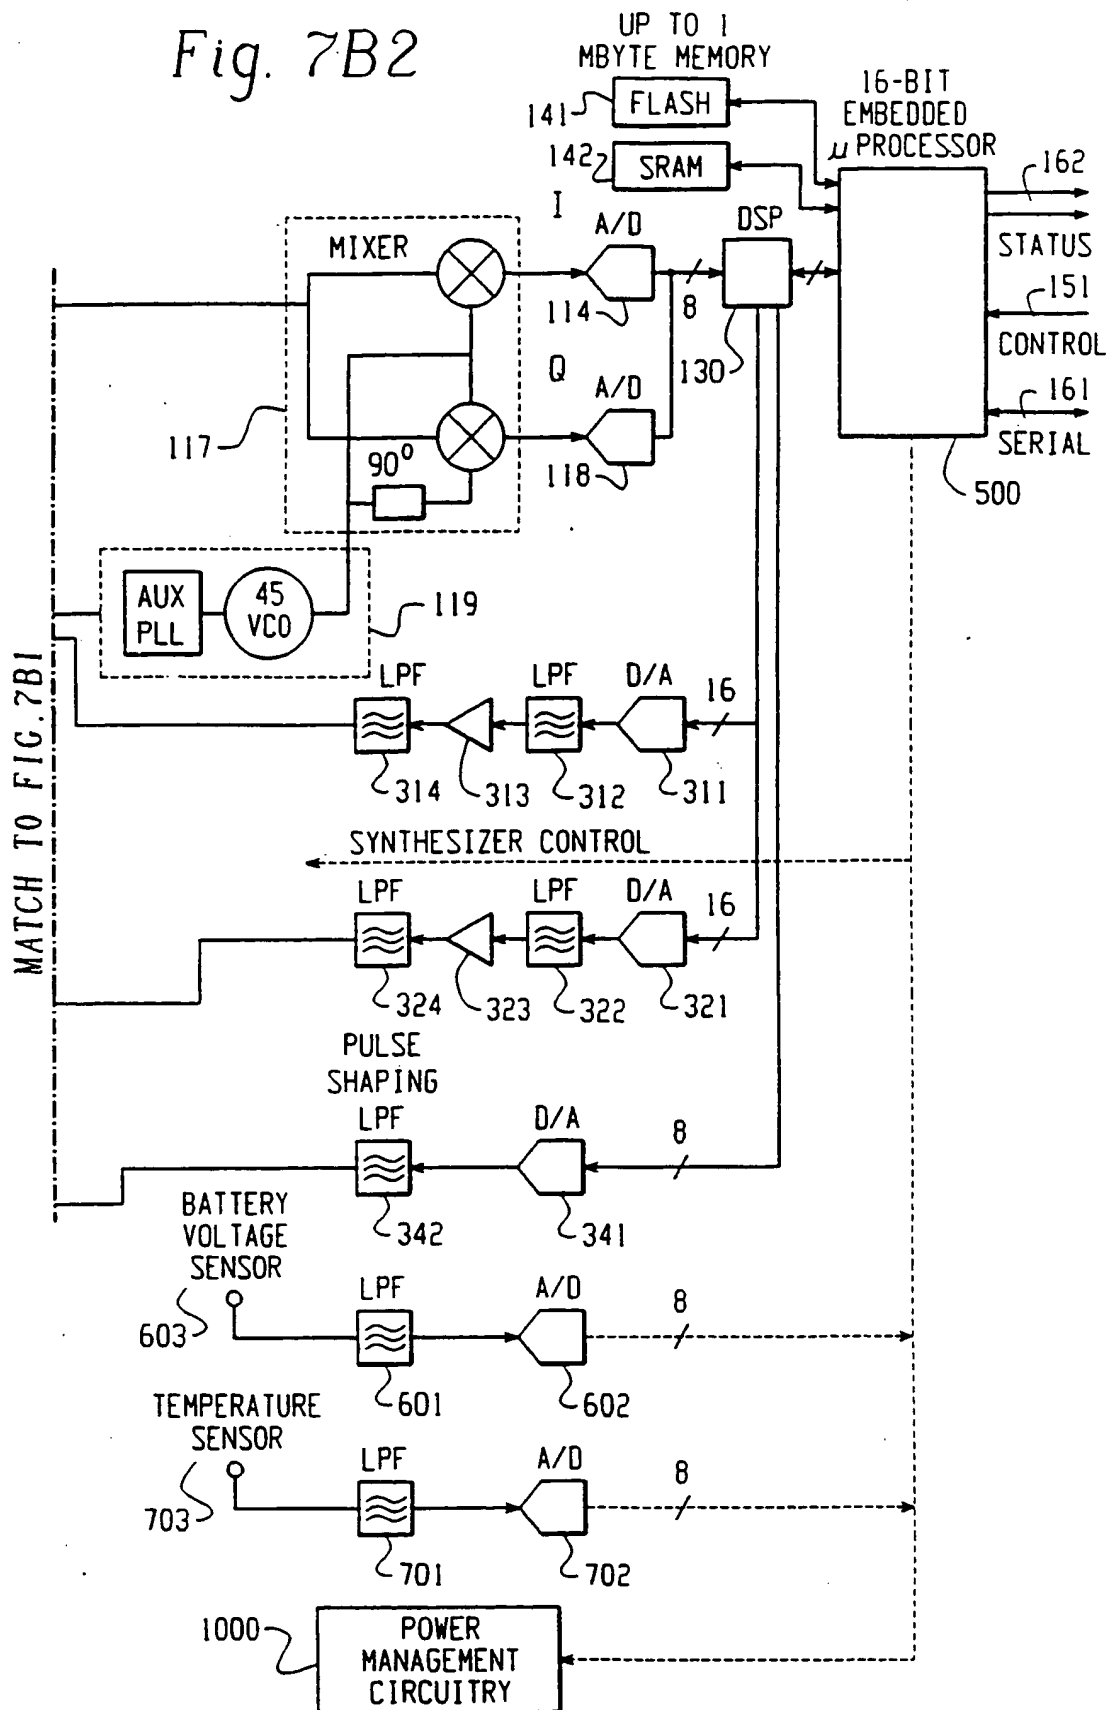 Fig. 7B2
UP TO 1
MBYTE MEMORY
141
FLASH
142
SRAM
16-BIT
EMBEDDED
μ PROCESSOR
162
STATUS
151
CONTROL
161
SERIAL
500
I
A/D
114
8
DSP
130
MIXER
Q
A/D
118
117
90°
AUX
PLL
45
VCO
119
MATCH TO FIG.7B1
LPF
314
313
LPF
312
D/A
311
16
SYNTHESIZER CONTROL
LPF
324
323
LPF
322
D/A
321
16
PULSE
SHAPING
LPF
342
D/A
341
8
BATTERY
VOLTAGE
SENSOR
603
LPF
601
A/D
602
8
TEMPERATURE
SENSOR
703
LPF
701
A/D
702
8
1000
POWER
MANAGEMENT
CIRCUITRY